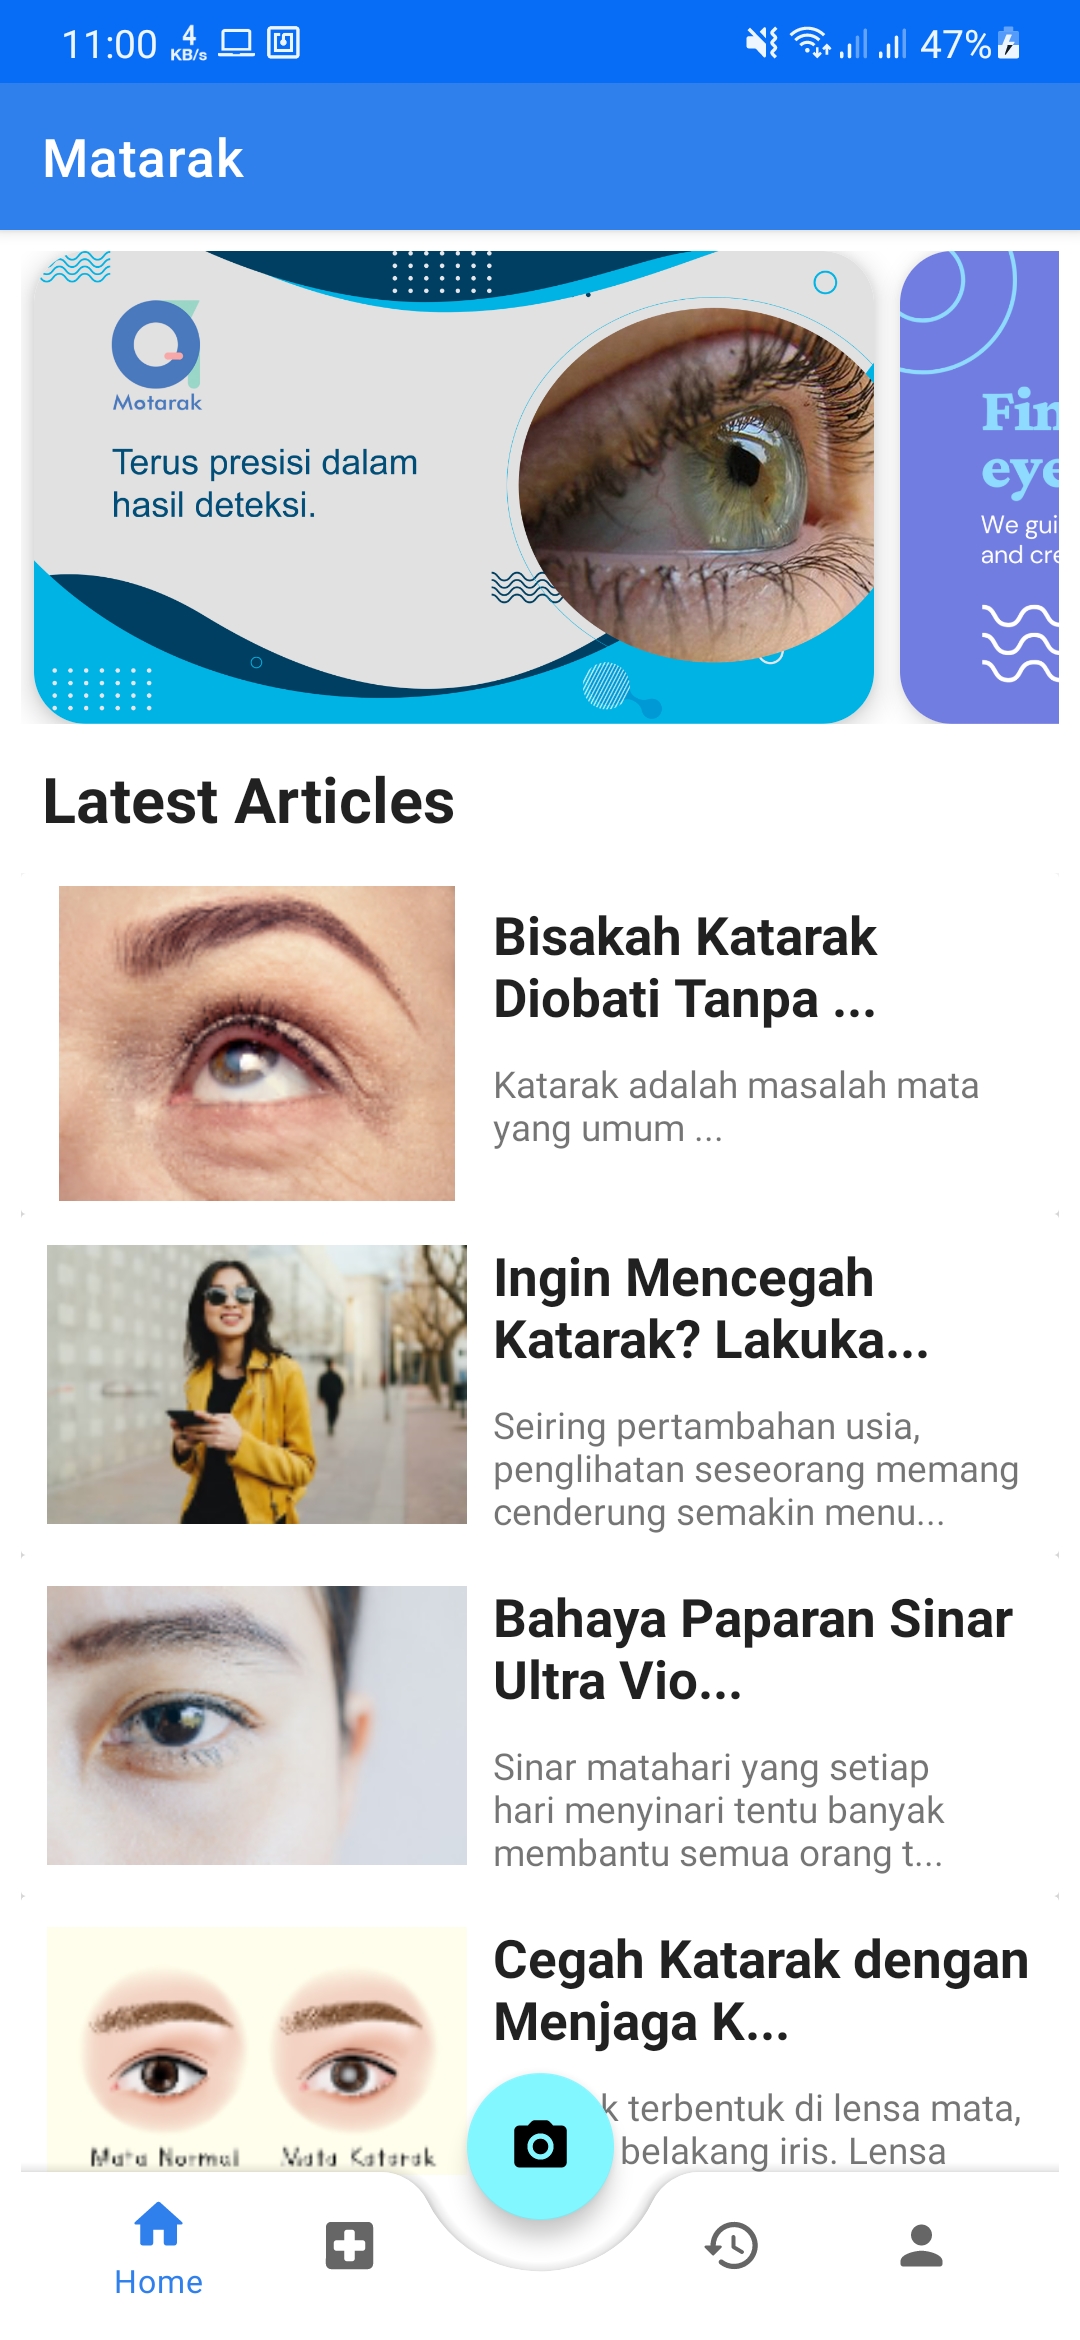 11:00 4 KB/s 47%
Matarak
Motarak
Terus presisi dalam
hasil deteksi.
Fin
eye
We gui
and cre
Latest Articles
Bisakah Katarak
Diobati Tanpa ...
Katarak adalah masalah mata
yang umum ...
Ingin Mencegah
Katarak? Lakuka...
Seiring pertambahan usia,
penglihatan seseorang memang
cenderung semakin menu...
Bahaya Paparan Sinar
Ultra Vio...
Sinar matahari yang setiap
hari menyinari tentu banyak
membantu semua orang t...
Cegah Katarak dengan
Menjaga K...
k terbentuk di lensa mata,
belakang iris. Lensa
Mata Normal Mata Katarak
Home